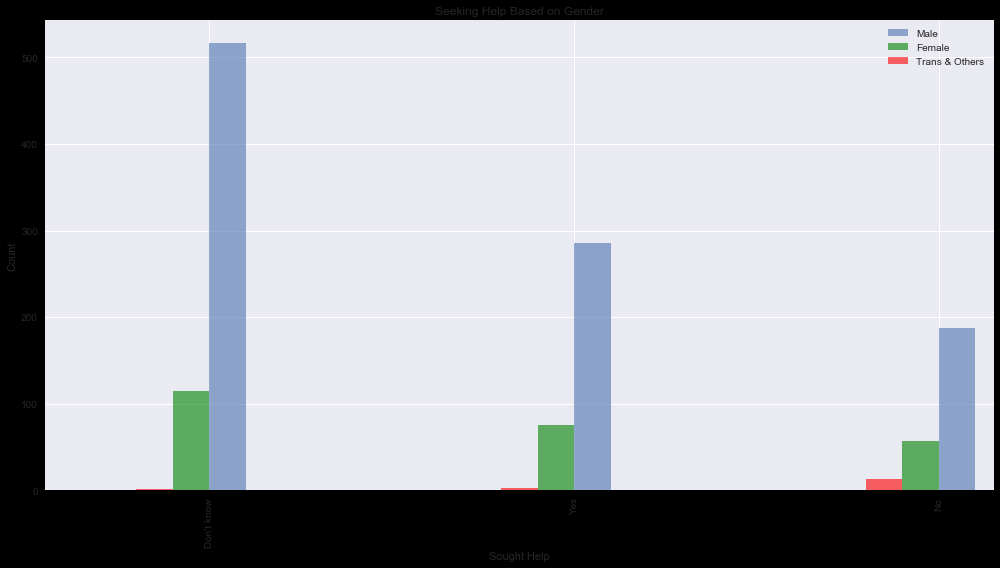 Seeking Help Based on Gender
Male
Female
Trans & Others
500
400
300
200
100
0
Count
Don't know
Yes
No
Sought Help